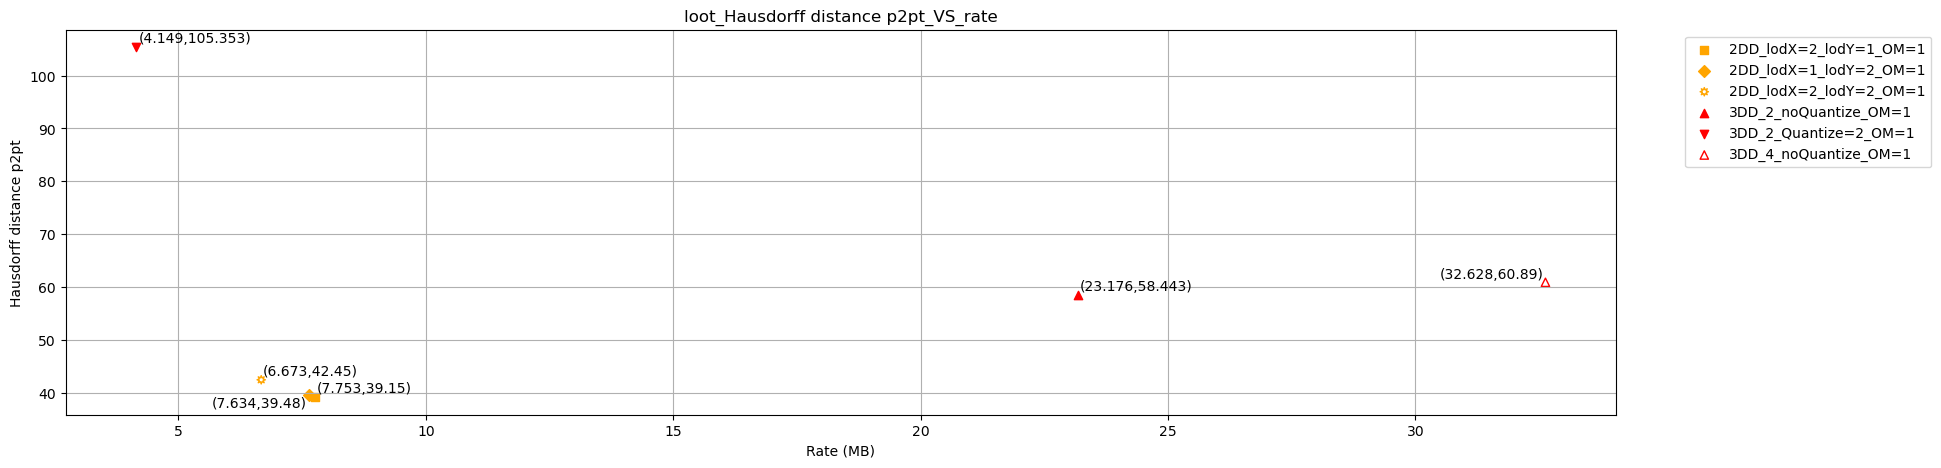 loot_Hausdorff distance p2pt_VS_rate
(4.149,105.353)
(32.628,60.89)
(23.176,58.443)
(6.673,42.45)
(7.753,39.15)
(7.634,39.48)
100
90
80
70
60
50
40
Hausdorff distance p2pt
5
10
15
20
25
30
Rate (MB)
2DD_lodX=2_lodY=1_OM=1
2DD_lodX=1_lodY=2_OM=1
2DD_lodX=2_lodY=2_OM=1
3DD_2_noQuantize_OM=1
3DD_2_Quantize=2_OM=1
3DD_4_noQuantize_OM=1